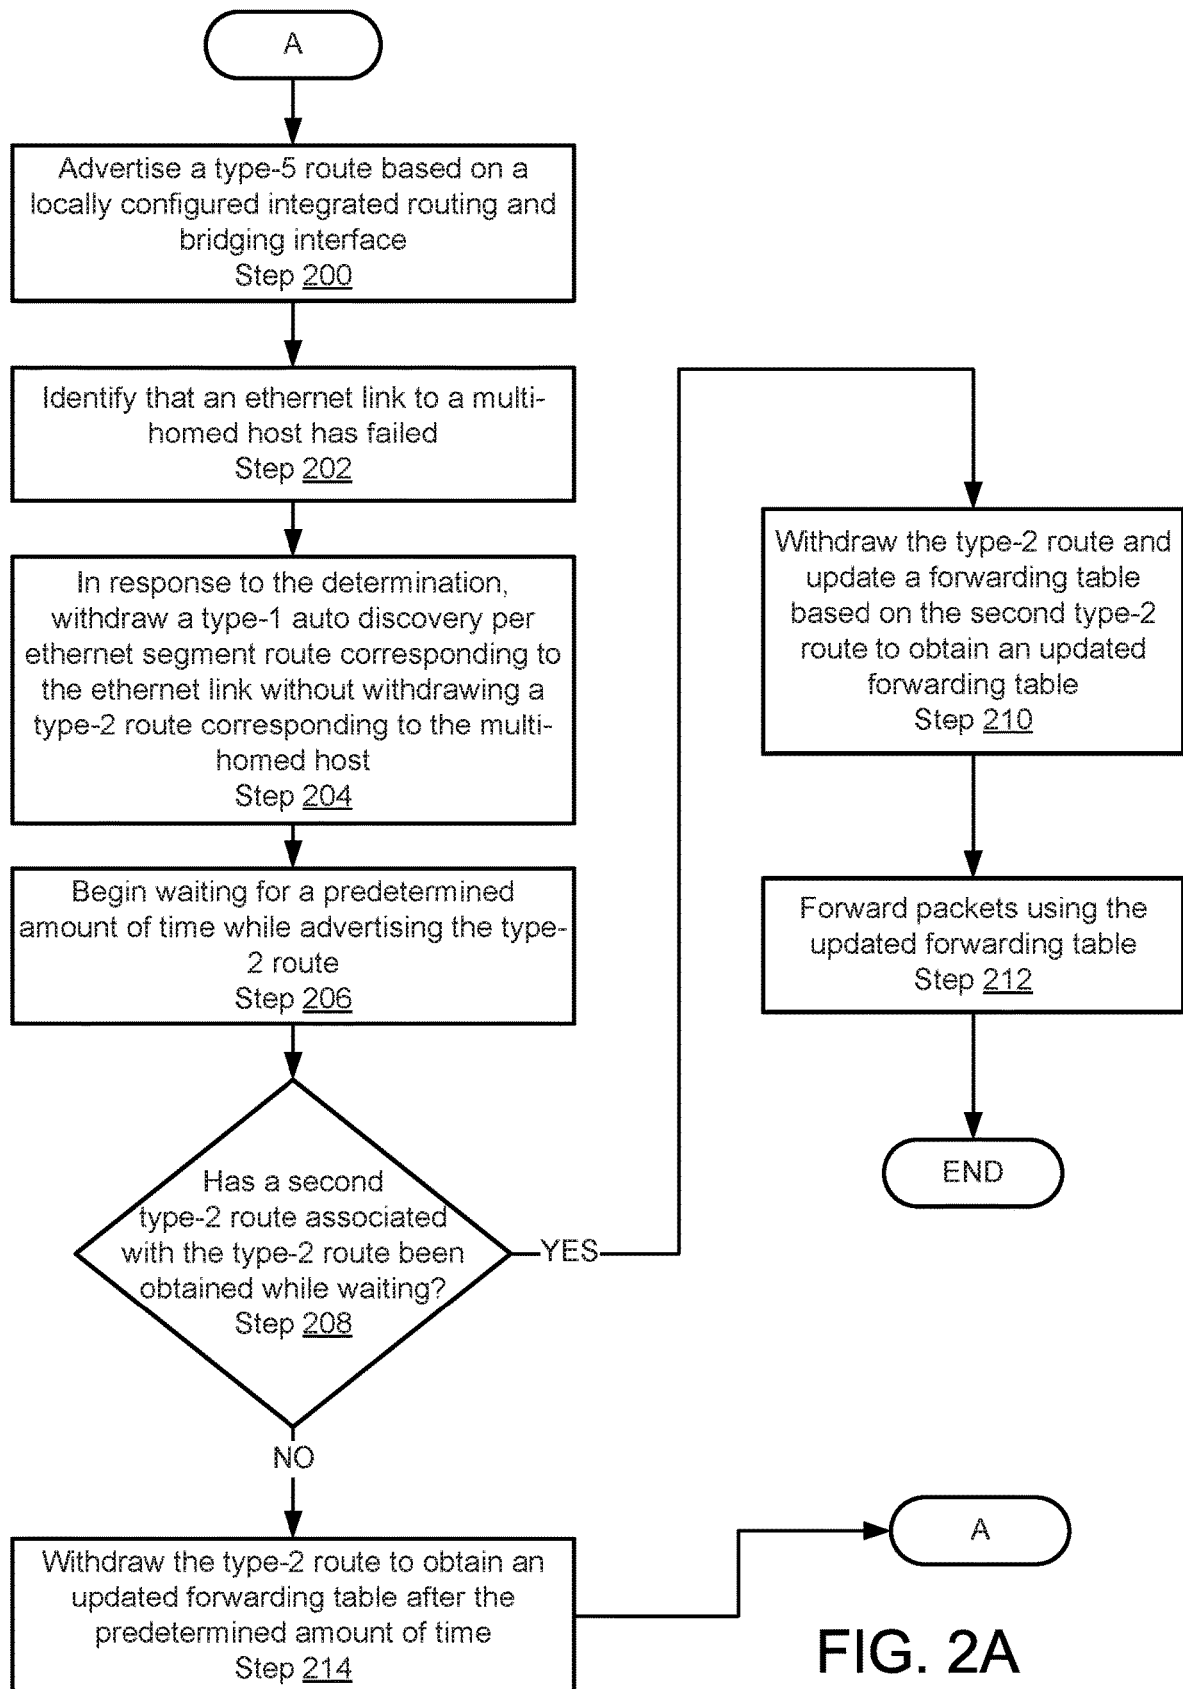 A
Advertise a type-5 route based on a
locally configured integrated routing and
bridging interface
Step 200
Identify that an ethernet link to a multi-
homed host has failed
Step 202
In response to the determination,
withdraw a type-1 auto discovery per
ethernet segment route corresponding to
the ethernet link without withdrawing a
type-2 route corresponding to the multi-
homed host
Step 204
Begin waiting for a predetermined
amount of time while advertising the type-
2 route
Step 206
Has a second
type-2 route associated
with the type-2 route been
obtained while waiting?
Step 208
YES
NO
Withdraw the type-2 route and
update a forwarding table
based on the second type-2
route to obtain an updated
forwarding table
Step 210
Forward packets using the
updated forwarding table
Step 212
END
Withdraw the type-2 route to obtain an
updated forwarding table after the
predetermined amount of time
Step 214
A
FIG. 2A